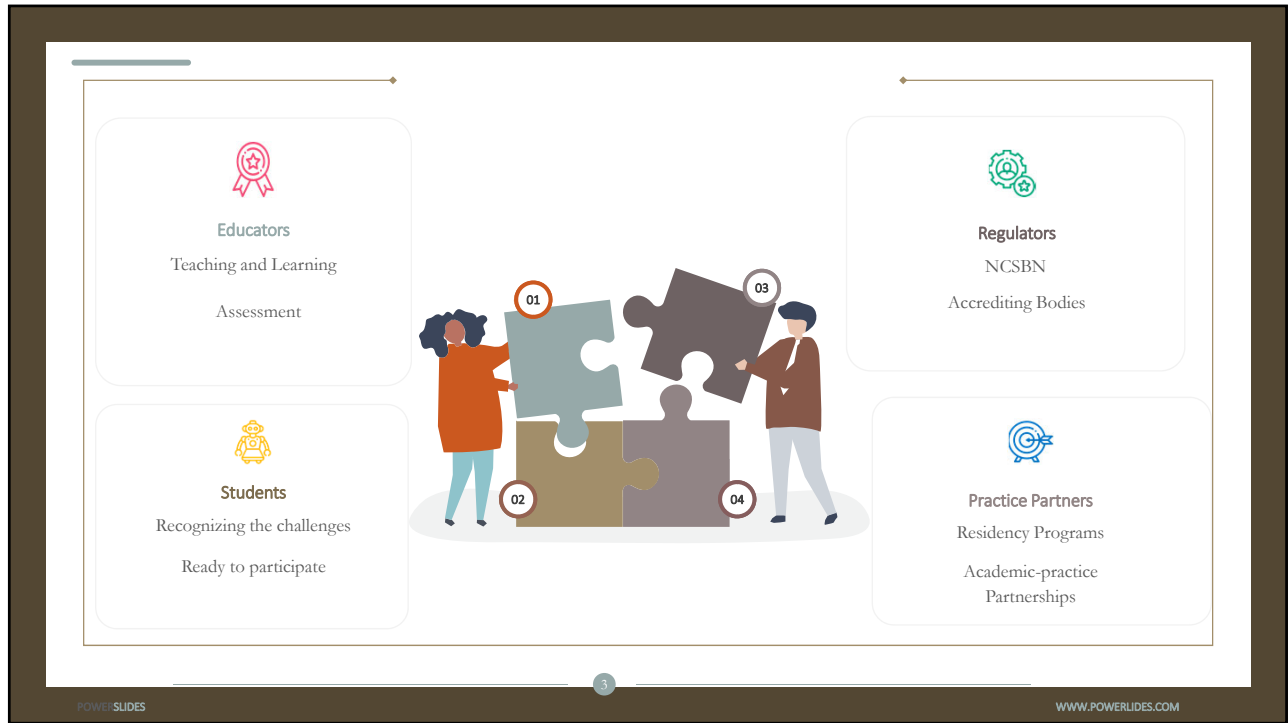 Educators
Teaching and Learning
Assessment
Students
Recognizing the challenges
Ready to participate
01
02
03
04
Regulators
NCSBN
Accrediting Bodies
Practice Partners
Residency Programs
Academic-practice
Partnerships
3
POWERSLIDES
WWW.POWERLIDES.COM